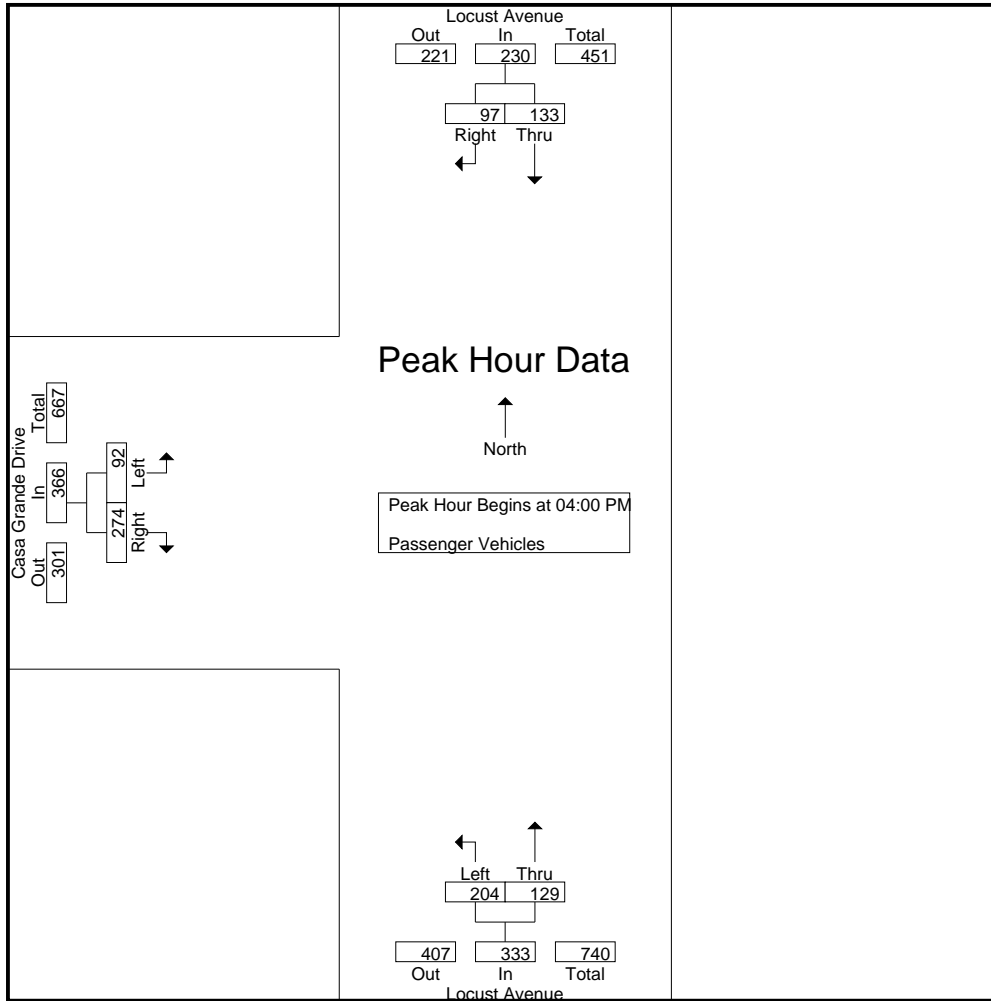 Locust Avenue
Out In Total
221 230 451
97 133
Right Thru
Peak Hour Data
North
Peak Hour Begins at 04:00 PM
Passenger Vehicles
Casa Grande Drive
Out In Total
301 366 667
274 92
Right Left
Left Thru
204 129
407 333 740
Out In Total
Locust Avenue